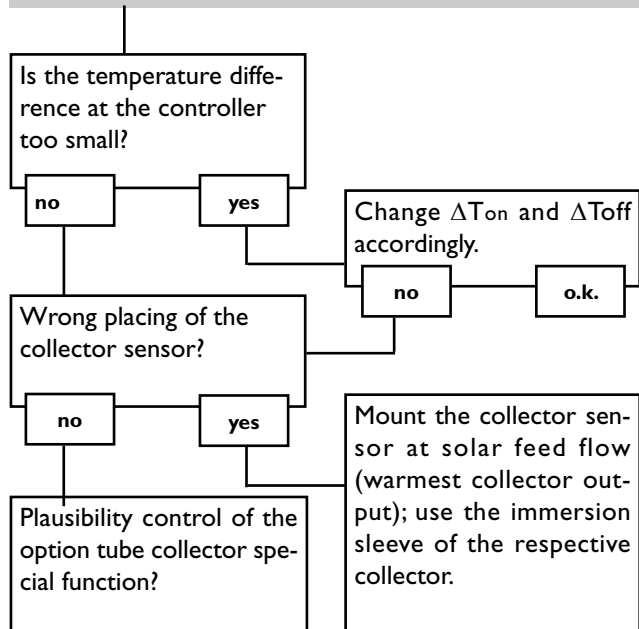 Is the temperature diffe-
rence at the controller
too small?
no
yes
Change ΔTon and ΔToff
accordingly.
no
o.k.
Wrong placing of the
collector sensor?
no
yes
Mount the collector sen-
sor at solar feed flow
(warmest collector out-
put); use the immersion
sleeve of the respective
collector.
Plausibility control of the
option tube collector spe-
cial function?